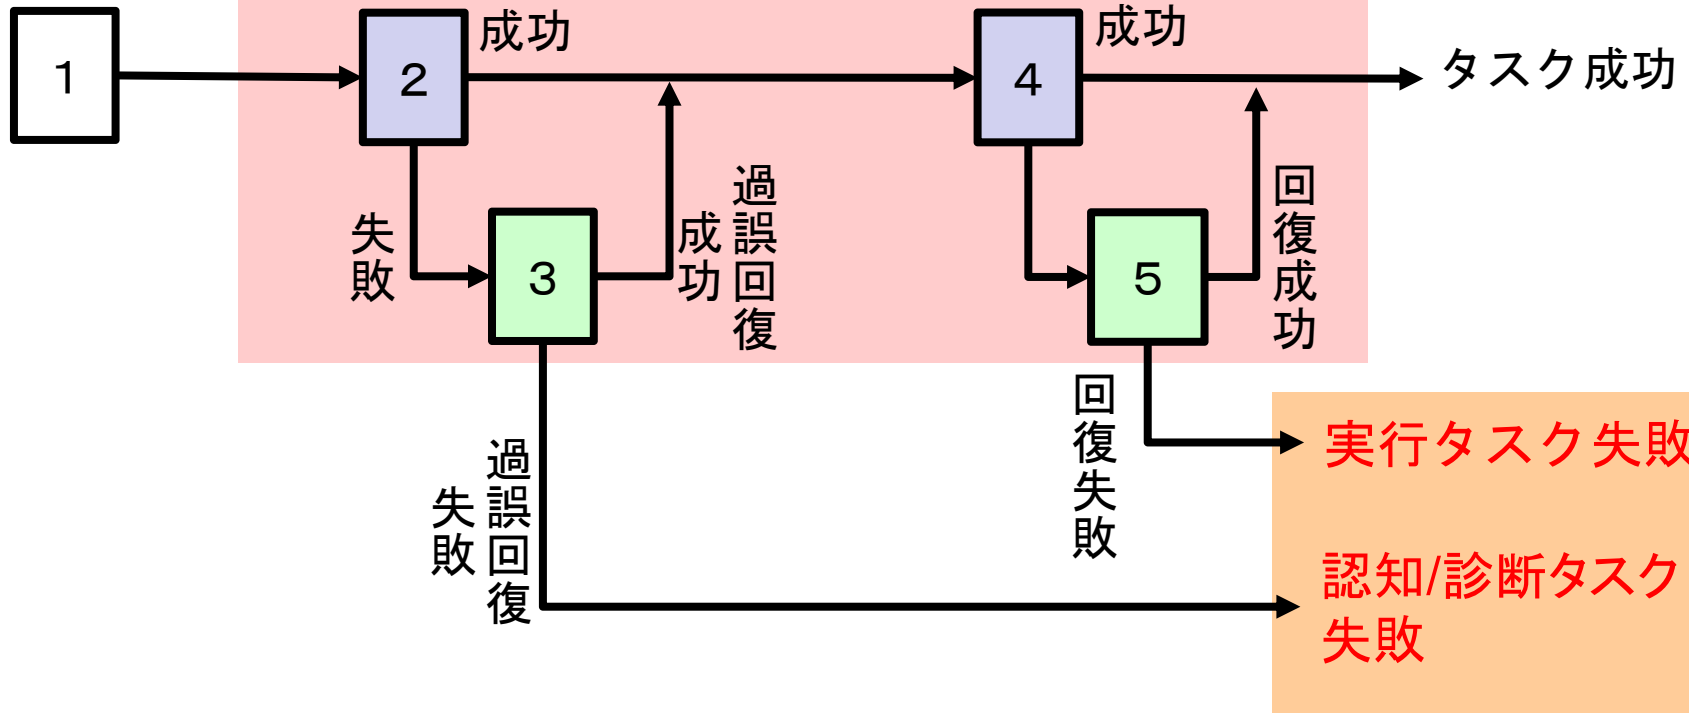 1
2
成功
4
成功
タスク成功
失敗
3
過誤回復
成功
5
回復成功
過誤回復
失敗
回復失敗
実行タスク失敗
認知/診断タスク
失敗